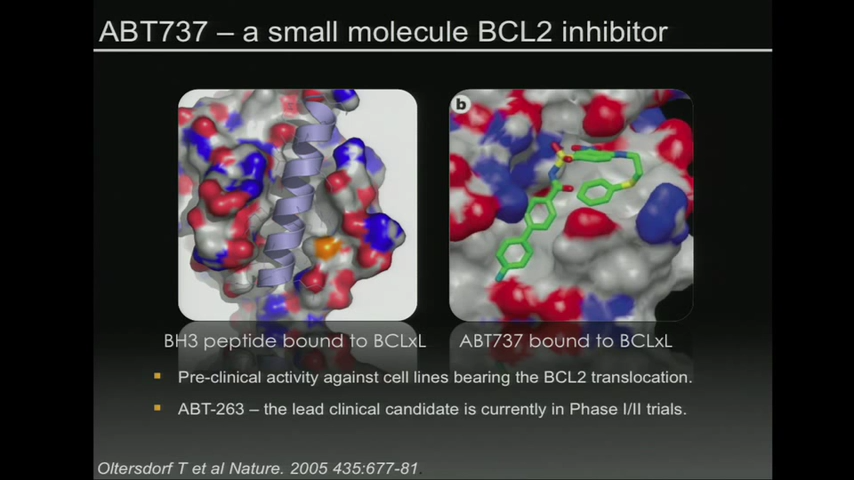 ABT737 – a small molecule BCL2 inhibitor
b
BH3 peptide bound to BCLxL
ABT737 bound to BCLxL
Pre-clinical activity against cell lines bearing the BCL2 translocation.
ABT-263 – the lead clinical candidate is currently in Phase I/II trials.
Oltersdorf T et al Nature. 2005 435:677-81.